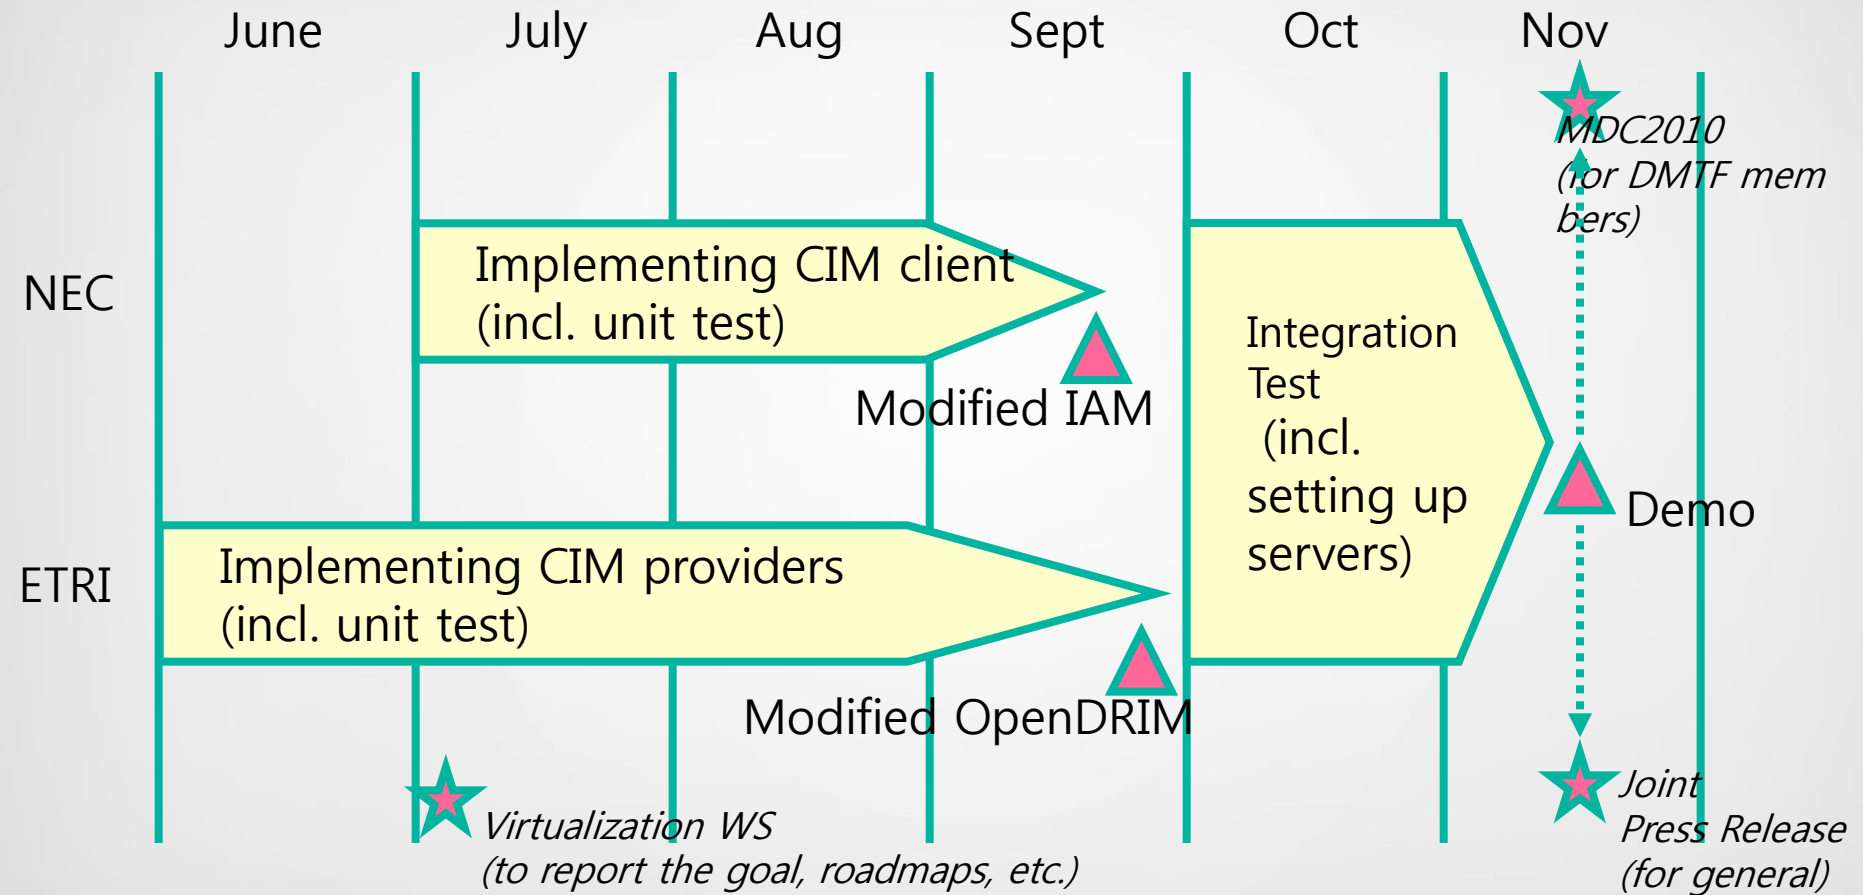 June July Aug Sept Oct Nov
MDC2010
(for DMTF mem
bers)
NEC
Implementing CIM client
(incl. unit test)
Modified IAM
Integration
Test
(incl.
setting up
servers)
Demo
ETRI
Implementing CIM providers
(incl. unit test)
Modified OpenDRIM
Virtualization WS
(to report the goal, roadmaps, etc.)
Joint
Press Release
(for general)